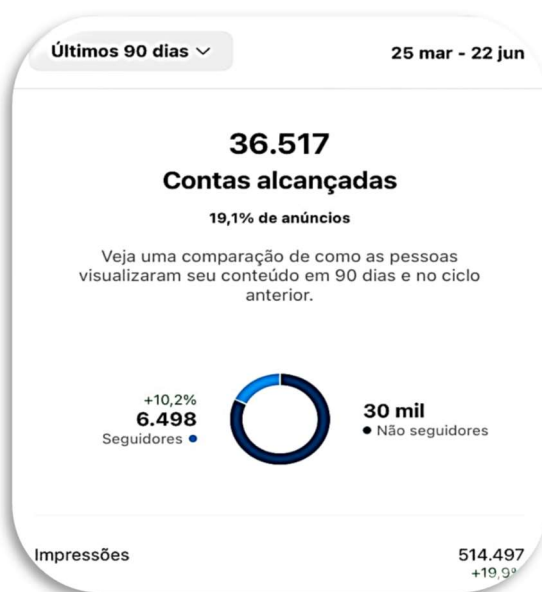 Últimos 90 dias
25 mar - 22 jun
36.517
Contas alcançadas
19,1% de anúncios
Veja uma comparação de como as pessoas
visualizaram seu conteúdo em 90 dias e no ciclo
anterior.
+10,2%
6.498
Seguidores
30 mil
Não seguidores
Impressões
514.497
+19,9%